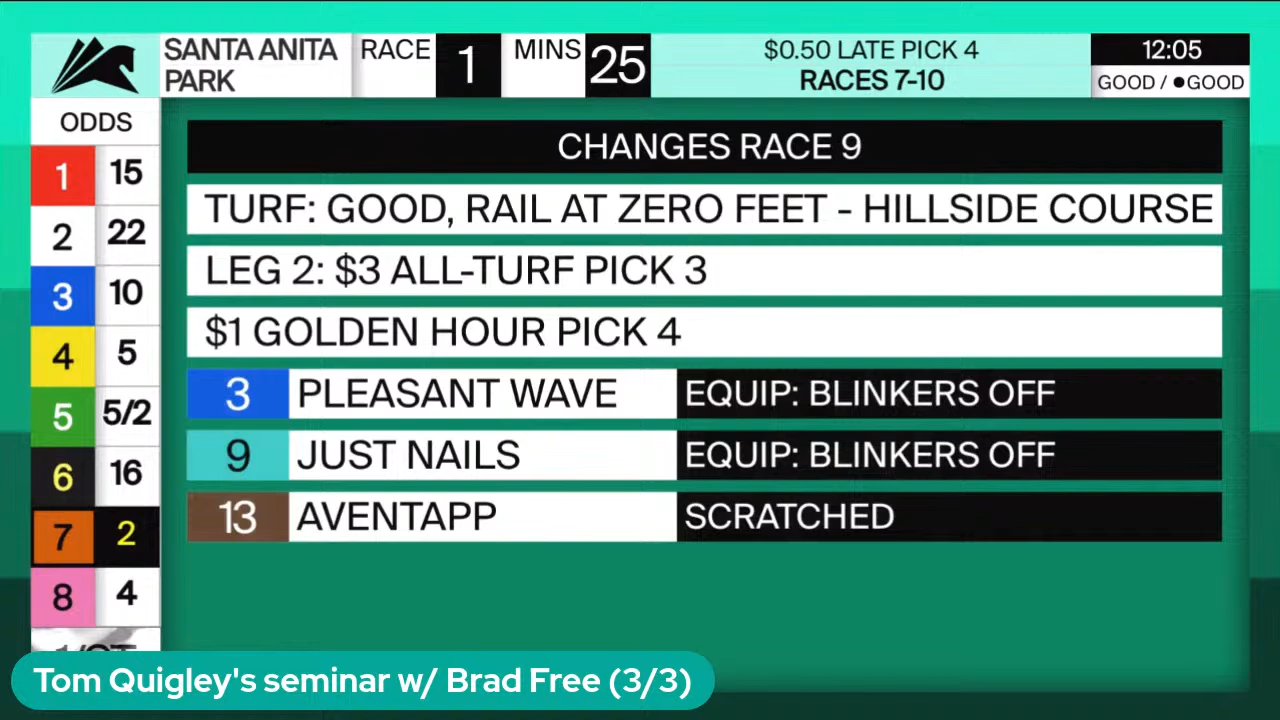 SANTA ANITA
PARK
RACE
1
MINS
25
$0.50 LATE PICK 4
RACES 7-10
12:05
GOOD / ●GOOD
ODDS
1 15
2 22
3 10
4 5
5 5/2
6 16
7 2
8 4
CHANGES RACE 9
TURF: GOOD, RAIL AT ZERO FEET - HILLSIDE COURSE
LEG 2: $3 ALL-TURF PICK 3
$1 GOLDEN HOUR PICK 4
3 PLEASANT WAVE EQUIP: BLINKERS OFF
9 JUST NAILS EQUIP: BLINKERS OFF
13 AVENTAPP SCRATCHED
Tom Quigley's seminar w/ Brad Free (3/3)